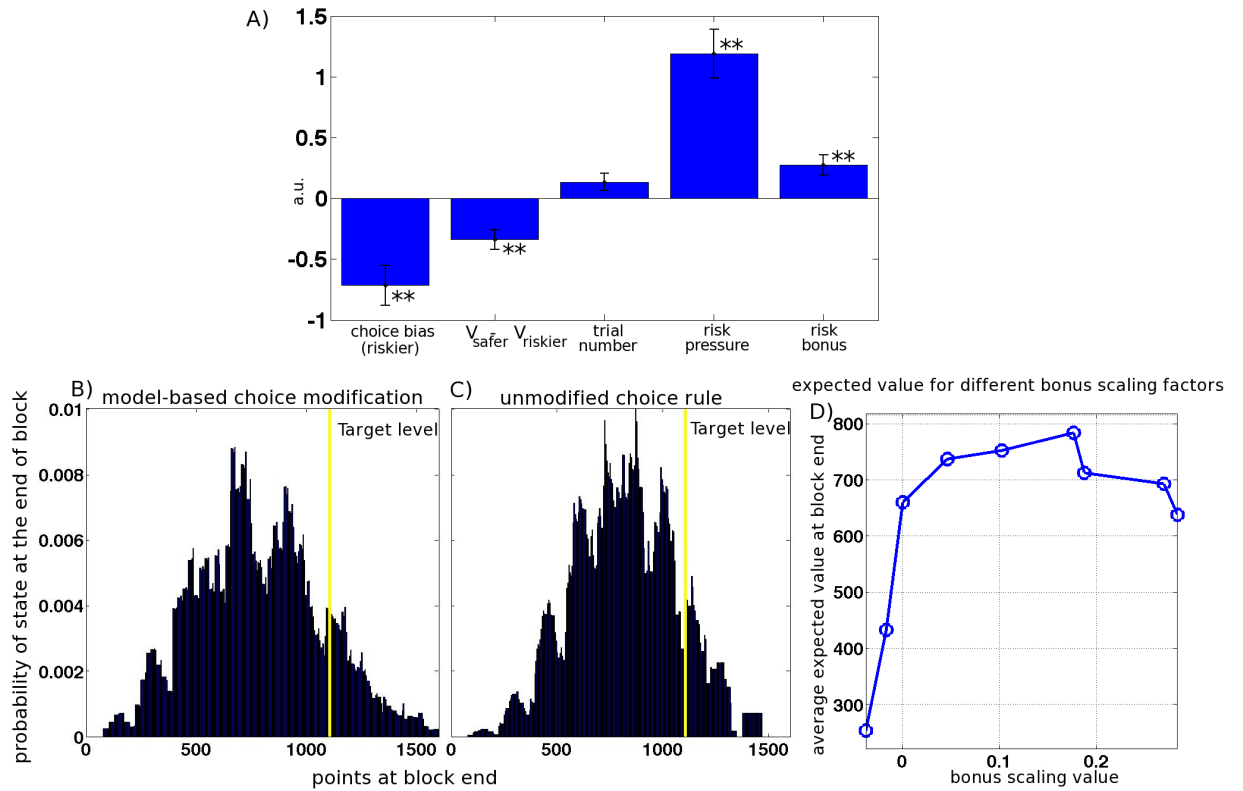 A)
1.5
1
0.5
0
-0.5
-1
a.u.
**
**
**
**
choice bias
(riskier)
V safer - V riskier
trial
number
risk
pressure
risk
bonus
B)
model-based choice modification
Target level
probability of state at the end of block
0.01
0.008
0.006
0.004
0.002
0
0 500 1000 1500
points at block end
C)
unmodified choice rule
Target level
0 500 1000 1500
expected value for different bonus scaling factors
D)
average expected value at block end
800
700
600
500
400
300
0 0.1 0.2
bonus scaling value